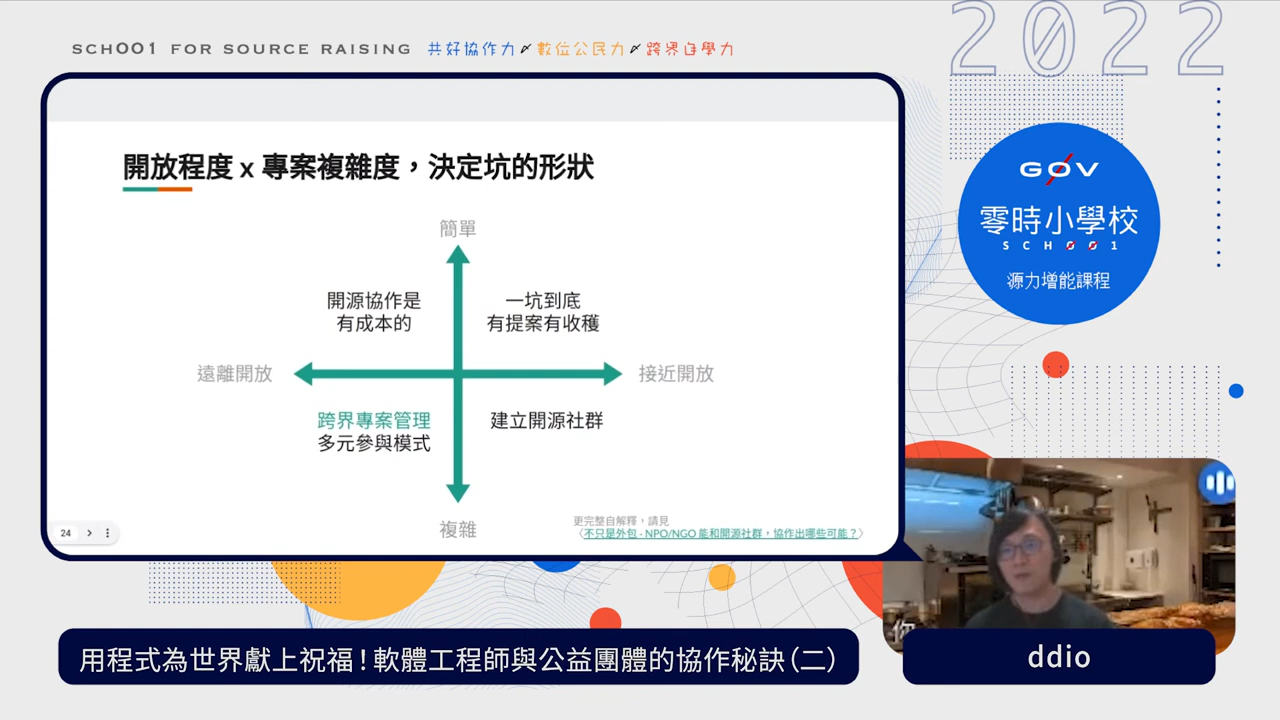 SCHOO1 FOR SOURCE RAISING 共好協作力 數位公民力 跨界自學力
2022
GØV
零時小學校
SCHØØ1
源力增能課程
開放程度 x 專案複雜度，決定坑的形狀
簡單
開源協作是
有成本的
一坑到底
有提案有收穫
遠離開放
接近開放
跨界專案管理
多元參與模式
建立開源社群
複雜
24
更完整自解釋，請見
〈不只是外包 - NPO/NGO 能和開源社群，協作出哪些可能？〉
你
用程式為世界獻上祝福！軟體工程師與公益團體的協作秘訣（二）
ddio